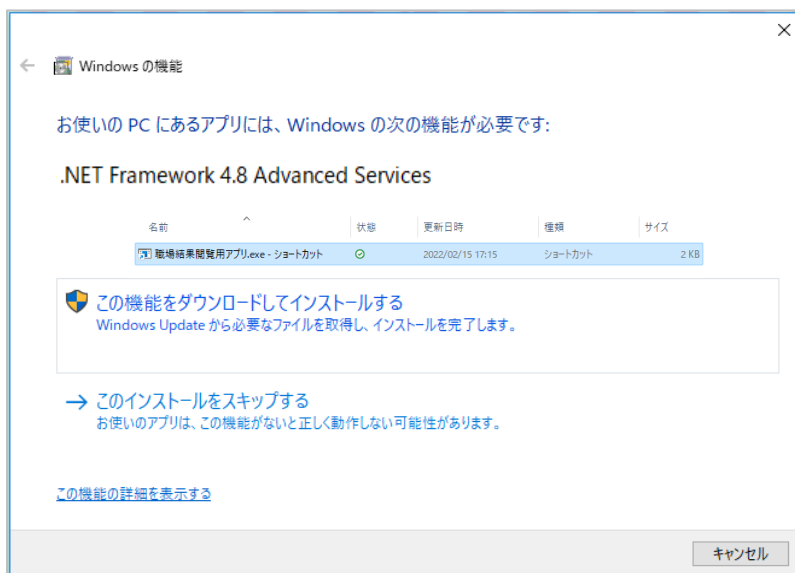 Windows の機能
お使いの PC にあるアプリには、Windows の次の機能が必要です:
.NET Framework 4.8 Advanced Services
名前 状態 更新日時 種類 サイズ
職場結果閲覧用アプリ.exe - ショートカット 2022/02/15 17:15 ショートカット 2 KB
この機能をダウンロードしてインストールする
Windows Update から必要なファイルを取得し、インストールを完了します。
このインストールをスキップする
お使いのアプリは、この機能がないと正しく動作しない可能性があります。
この機能の詳細を表示する
キャンセル